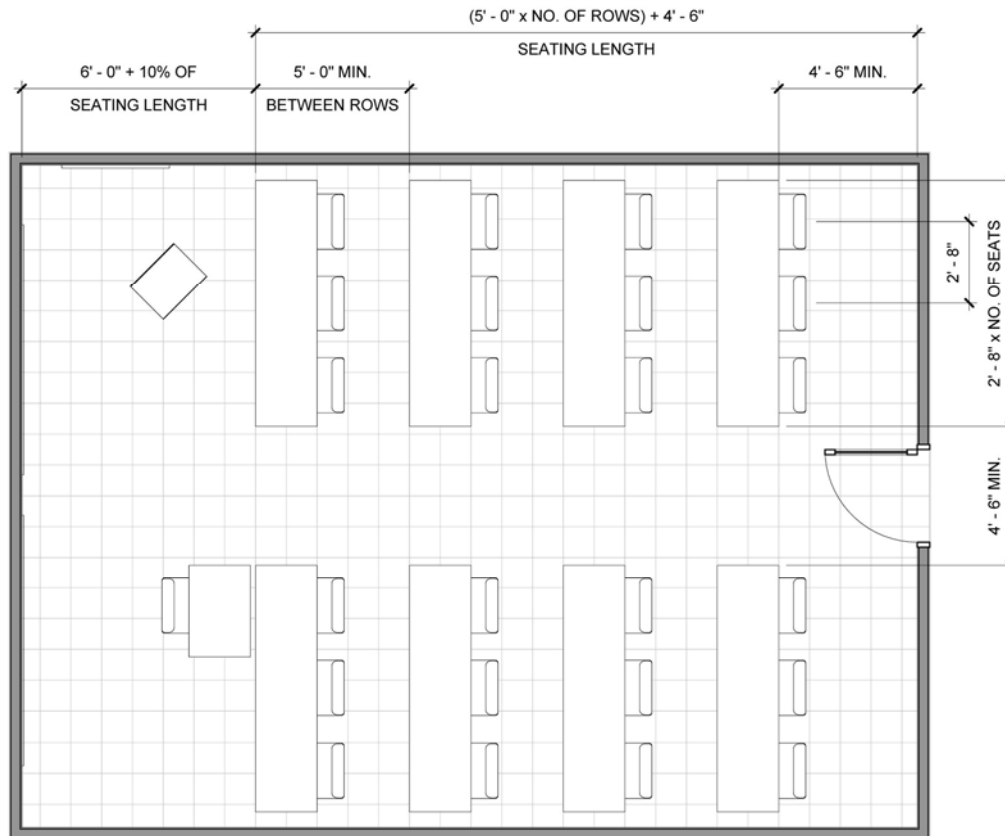 (5' - 0" x NO. OF ROWS) + 4' - 6"
SEATING LENGTH
6' - 0" + 10% OF
SEATING LENGTH
5' - 0" MIN.
BETWEEN ROWS
4' - 6" MIN.
2' - 8"
2' - 8" x NO. OF SEATS
4' - 6" MIN.